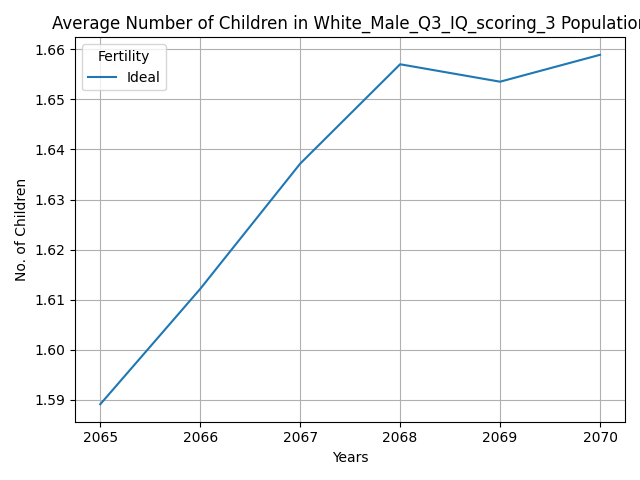 Average Number of Children in White_Male_Q3_IQ_scoring_3 Population
1.66
Fertility
Ideal
1.65
1.64
1.63
1.62
1.61
1.60
1.59
No. of Children
2065 2066 2067 2068 2069 2070
Years